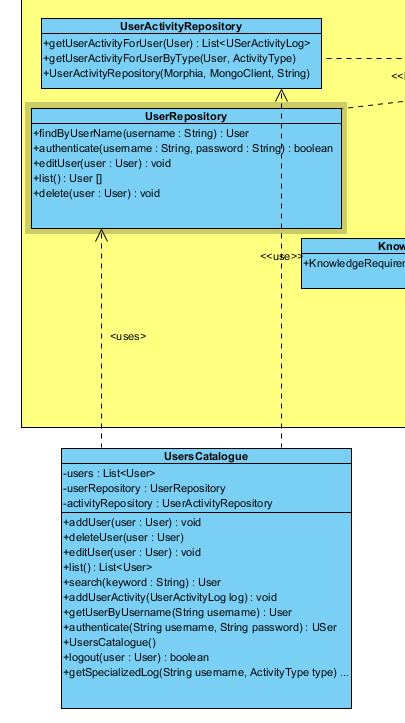 UserActivityRepository
+getUserActivityForUser(User) : List<USerActivityLog>
+getUserActivityForUserByType(User, ActivityType)
+UserActivityRepository(Morphia, MongoClient, String)
UserRepository
+findByUserName(username : String) : User
+authenticate(username : String, password : String) : boolean
+editUser(user : User) : void
+list() : User []
+delete(user : User) : void
<<use>>
<uses>
UsersCatalogue
-users : List<User>
-userRepository : UserRepository
-activityRepository : UserActivityRepository
+addUser(user : User) : void
+deleteUser(user : User)
+editUser(user : User) : void
+list() : List<User>
+search(keyword : String) : User
+addUserActivity(UserActivityLog log) : void
+getUserByUsername(String username) : User
+authenticate(String username, String password) : USer
+UsersCatalogue()
+logout(user : User) : boolean
+getSpecializedLog(String username, ActivityType type) ...